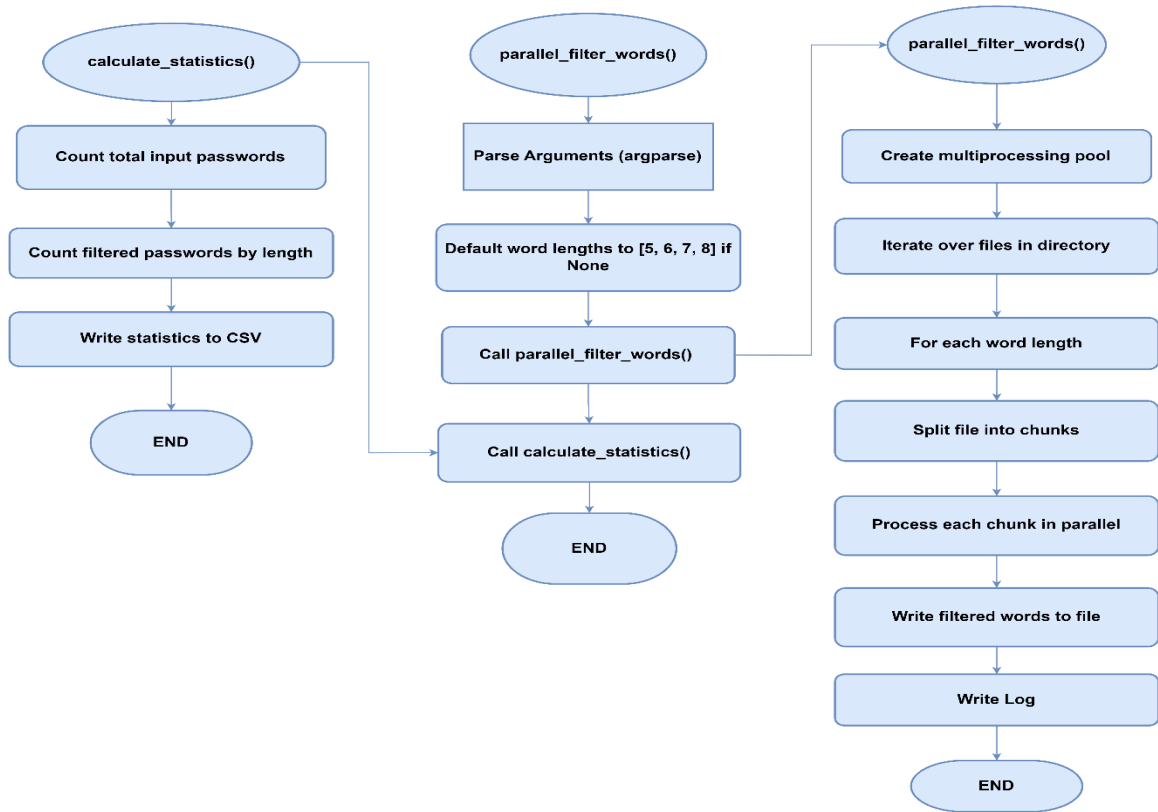 calculate_statistics()
Count total input passwords
Count filtered passwords by length
Write statistics to CSV
END
parallel_filter_words()
Parse Arguments (argparse)
Default word lengths to [5, 6, 7, 8] if
None
Call parallel_filter_words()
Call calculate_statistics()
END
parallel_filter_words()
Create multiprocessing pool
Iterate over files in directory
For each word length
Split file into chunks
Process each chunk in parallel
Write filtered words to file
Write Log
END